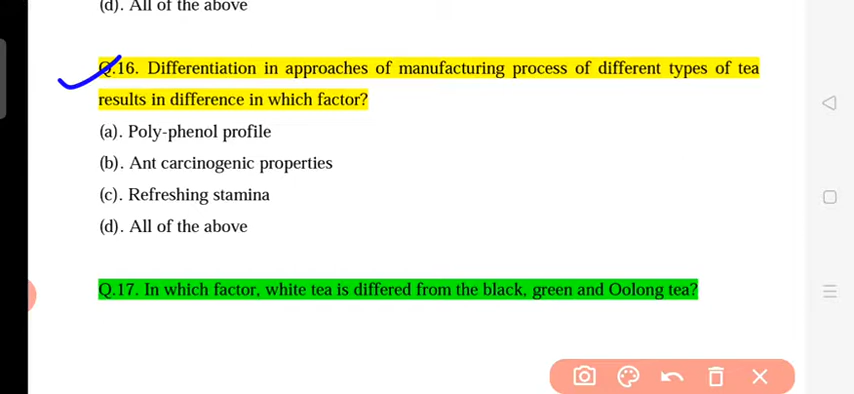 (d). All of the above
Q.16. Differentiation in approaches of manufacturing process of different types of tea
results in difference in which factor?
(a). Poly-phenol profile
(b). Ant carcinogenic properties
(c). Refreshing stamina
(d). All of the above
Q.17. In which factor, white tea is differed from the black, green and Oolong tea?